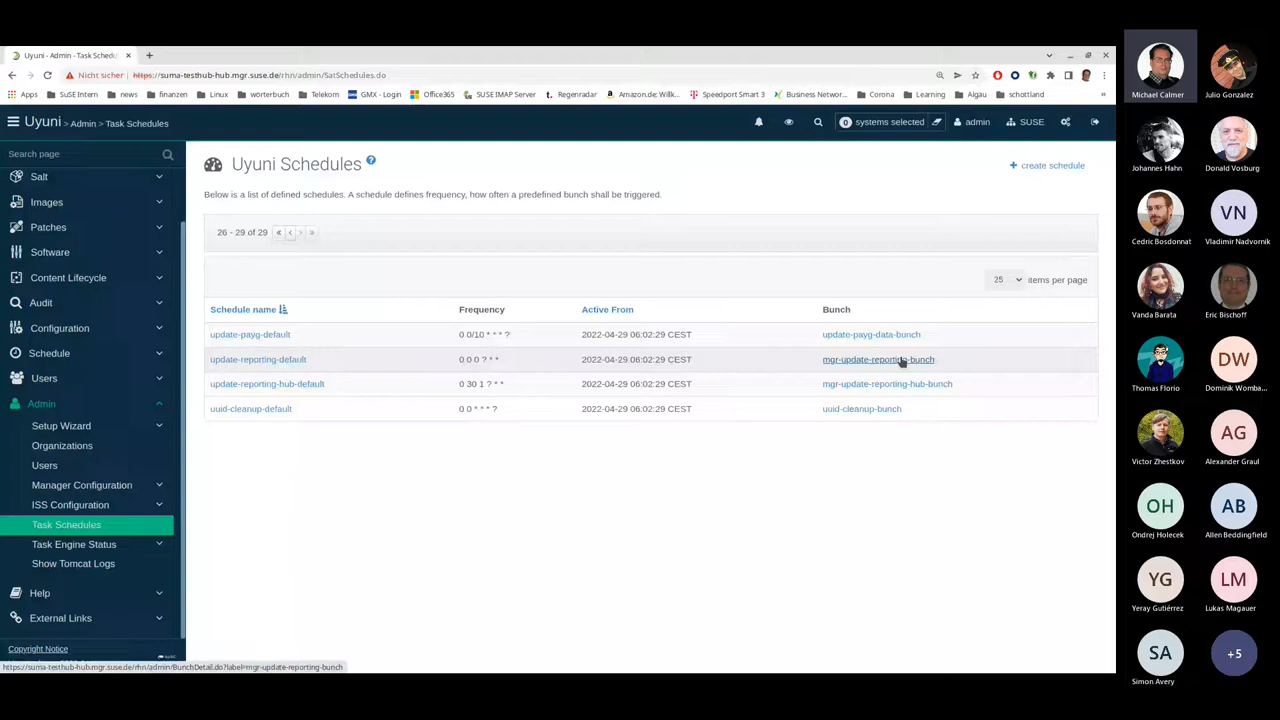 Uyuni - Admin - Task Schedu
Nicht sicher | https://suma-testhub-hub.mgr.suse.de/rhn/admin/SatSchedules.do
Apps SuSE Intern news finanzen Linux wörterbuch Telekom GMX - Login Office365 SUSE IMAP Server Regenradar Amazon.de: Willk... Speedport Smart 3 Business Networ... Corona Learning Algäu schottland »
Uyuni > Admin > Task Schedules
0 systems selected admin SUSE
Search page
Salt
Images
Patches
Software
Content Lifecycle
Audit
Configuration
Schedule
Users
Admin
Setup Wizard
Organizations
Users
Manager Configuration
ISS Configuration
Task Schedules
Task Engine Status
Show Tomcat Logs
Help
External Links
Copyright Notice
https://suma-testhub-hub.mgr.suse.de/rhn/admin/BunchDetail.do?label=mgr-update-reporting-bunch
Uyuni Schedules ?
+ create schedule
Below is a list of defined schedules. A schedule defines frequency, how often a predefined bunch shall be triggered.
26 - 29 of 29 « ‹ › »
25 items per page
Schedule name Frequency Active From Bunch
update-payg-default 0 0/10 * * * ? 2022-04-29 06:02:29 CEST update-payg-data-bunch
update-reporting-default 0 0 0 ? * * 2022-04-29 06:02:29 CEST mgr-update-reporting-bunch
update-reporting-hub-default 0 30 1 ? * * 2022-04-29 06:02:29 CEST mgr-update-reporting-hub-bunch
uuid-cleanup-default 0 0 * * * ? 2022-04-29 06:02:29 CEST uuid-cleanup-bunch
Michael Calmer
Julio Gonzalez
Johannes Hahn
Donald Vosburg
Cedric Bosdonnat
VN
Vladimir Nadvornik
Vanda Barata
Eric Bischoff
Thomas Florio
DW
Dominik Womba...
Victor Zhestkov
AG
Alexander Graul
OH
Ondrej Holecek
AB
Allen Beddingfield
YG
Yeray Gutiérrez
LM
Lukas Magauer
SA
Simon Avery
+5